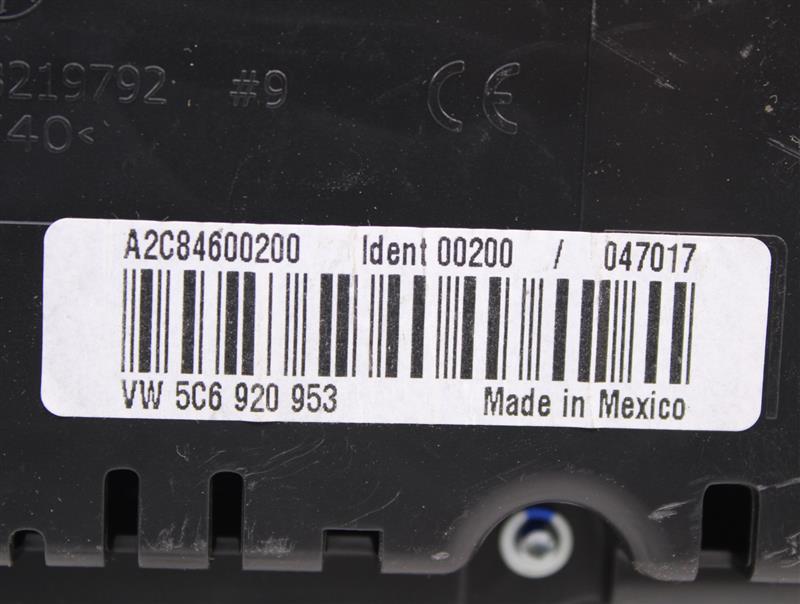 219792 #9
40<
CE
A2C84600200 Ident 00200 / 047017
VW 5C6 920 953 Made in Mexico